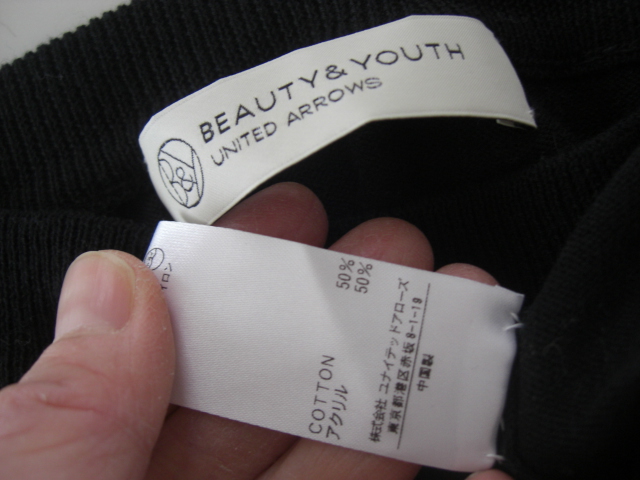 BEAUTY & YOUTH
UNITED ARROWS
B&Y
COTTON 50%
アクリル 50%
株式会社 ユナイテッドアローズ
東京都港区赤坂 8-1-19
中国製